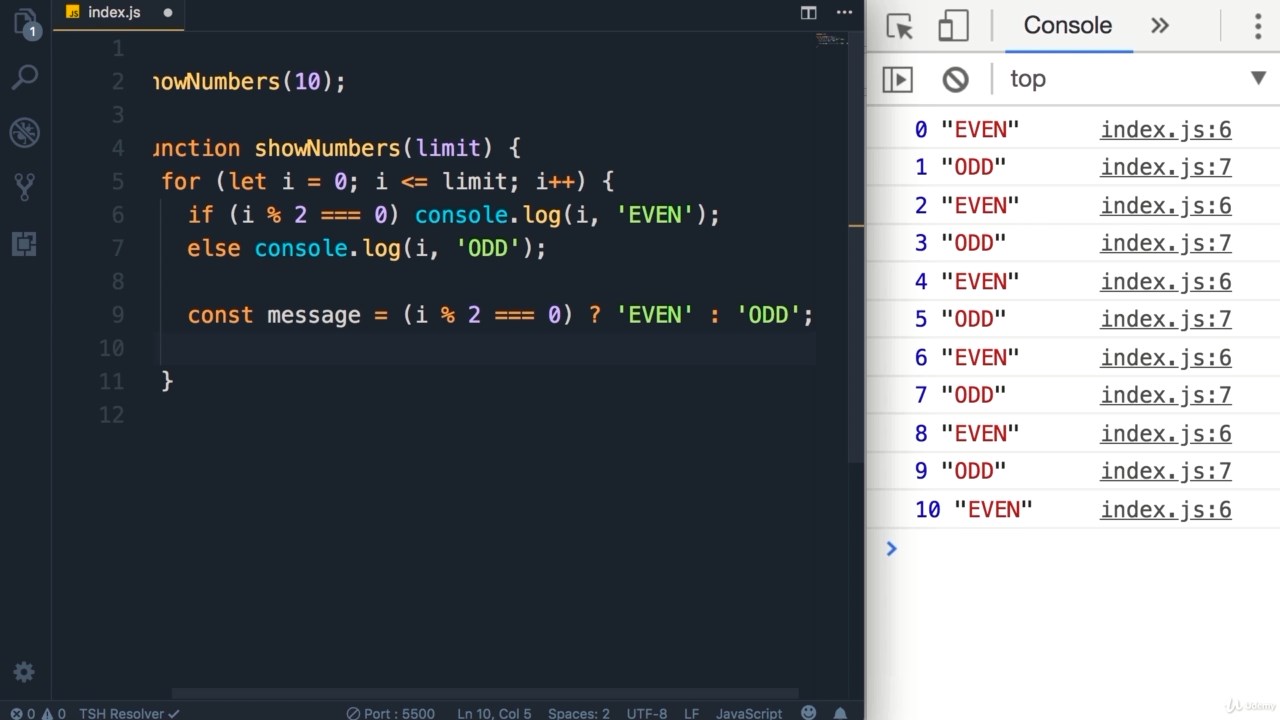 index.js
1
1
2 howNumbers(10);
3
4 unction showNumbers(limit) {
5 for (let i = 0; i <= limit; i++) {
6 if (i % 2 === 0) console.log(i, 'EVEN');
7 else console.log(i, 'ODD');
8
9 const message = (i % 2 === 0) ? 'EVEN' : 'ODD';
10
11 }
12
0 0 TSH Resolver Port : 5500 Ln 10, Col 5 Spaces: 2 UTF-8 LF JavaScript
Console »
top
0 "EVEN" index.js:6
1 "ODD" index.js:7
2 "EVEN" index.js:6
3 "ODD" index.js:7
4 "EVEN" index.js:6
5 "ODD" index.js:7
6 "EVEN" index.js:6
7 "ODD" index.js:7
8 "EVEN" index.js:6
9 "ODD" index.js:7
10 "EVEN" index.js:6
Udemy